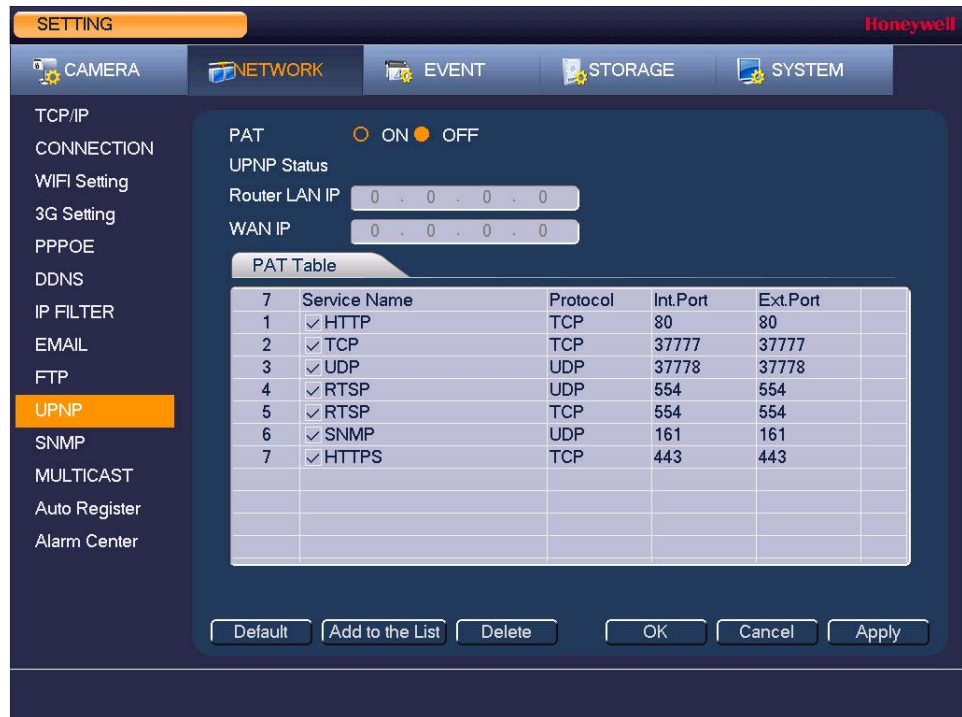 SETTING
Honeywell
CAMERA NETWORK EVENT STORAGE SYSTEM
TCP/IP
CONNECTION
WIFI Setting
3G Setting
PPPOE
DDNS
IP FILTER
EMAIL
FTP
UPNP
SNMP
MULTICAST
Auto Register
Alarm Center
PAT ON OFF
UPNP Status
Router LAN IP 0 . 0 . 0 . 0
WAN IP 0 . 0 . 0 . 0
PAT Table
7 Service Name Protocol Int.Port Ext.Port
1 HTTP TCP 80 80
2 TCP TCP 37777 37777
3 UDP UDP 37778 37778
4 RTSP UDP 554 554
5 RTSP TCP 554 554
6 SNMP UDP 161 161
7 HTTPS TCP 443 443
Default Add to the List Delete OK Cancel Apply